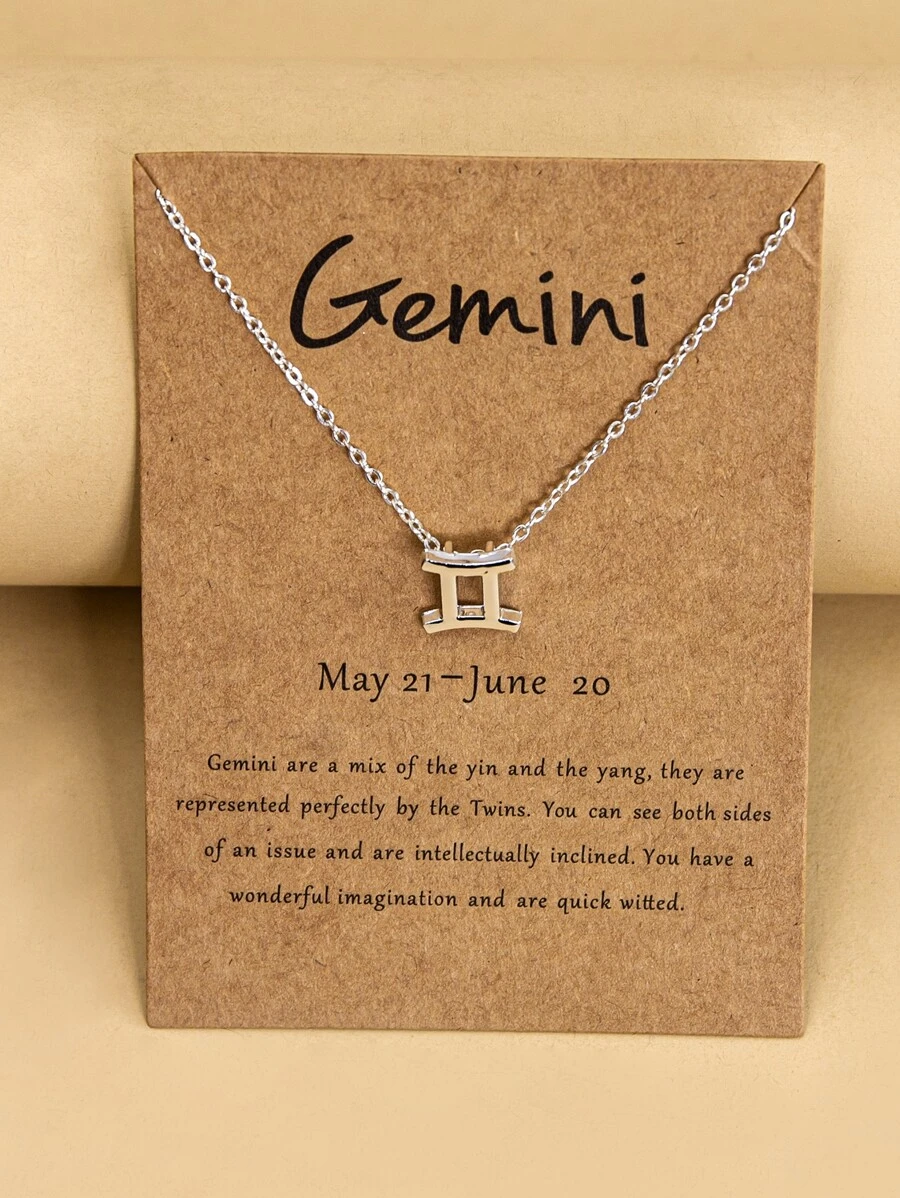 Gemini
May 21-June 20
Gemini are a mix of the yin and the yang, they are
represented perfectly by the Twins. You can see both sides
of an issue and are intellectually inclined. You have a
wonderful imagination and are quick witted.